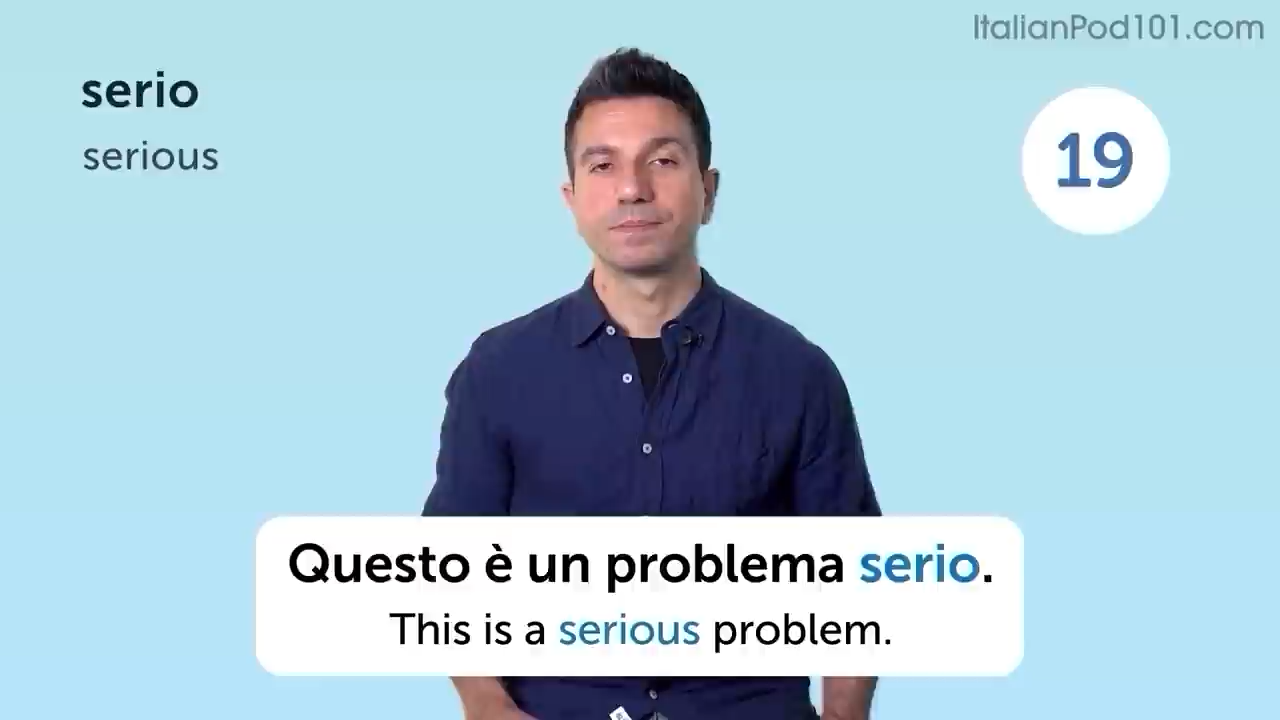 ItalianPod101.com
serio
serious
19
Questo è un problema serio.
This is a serious problem.